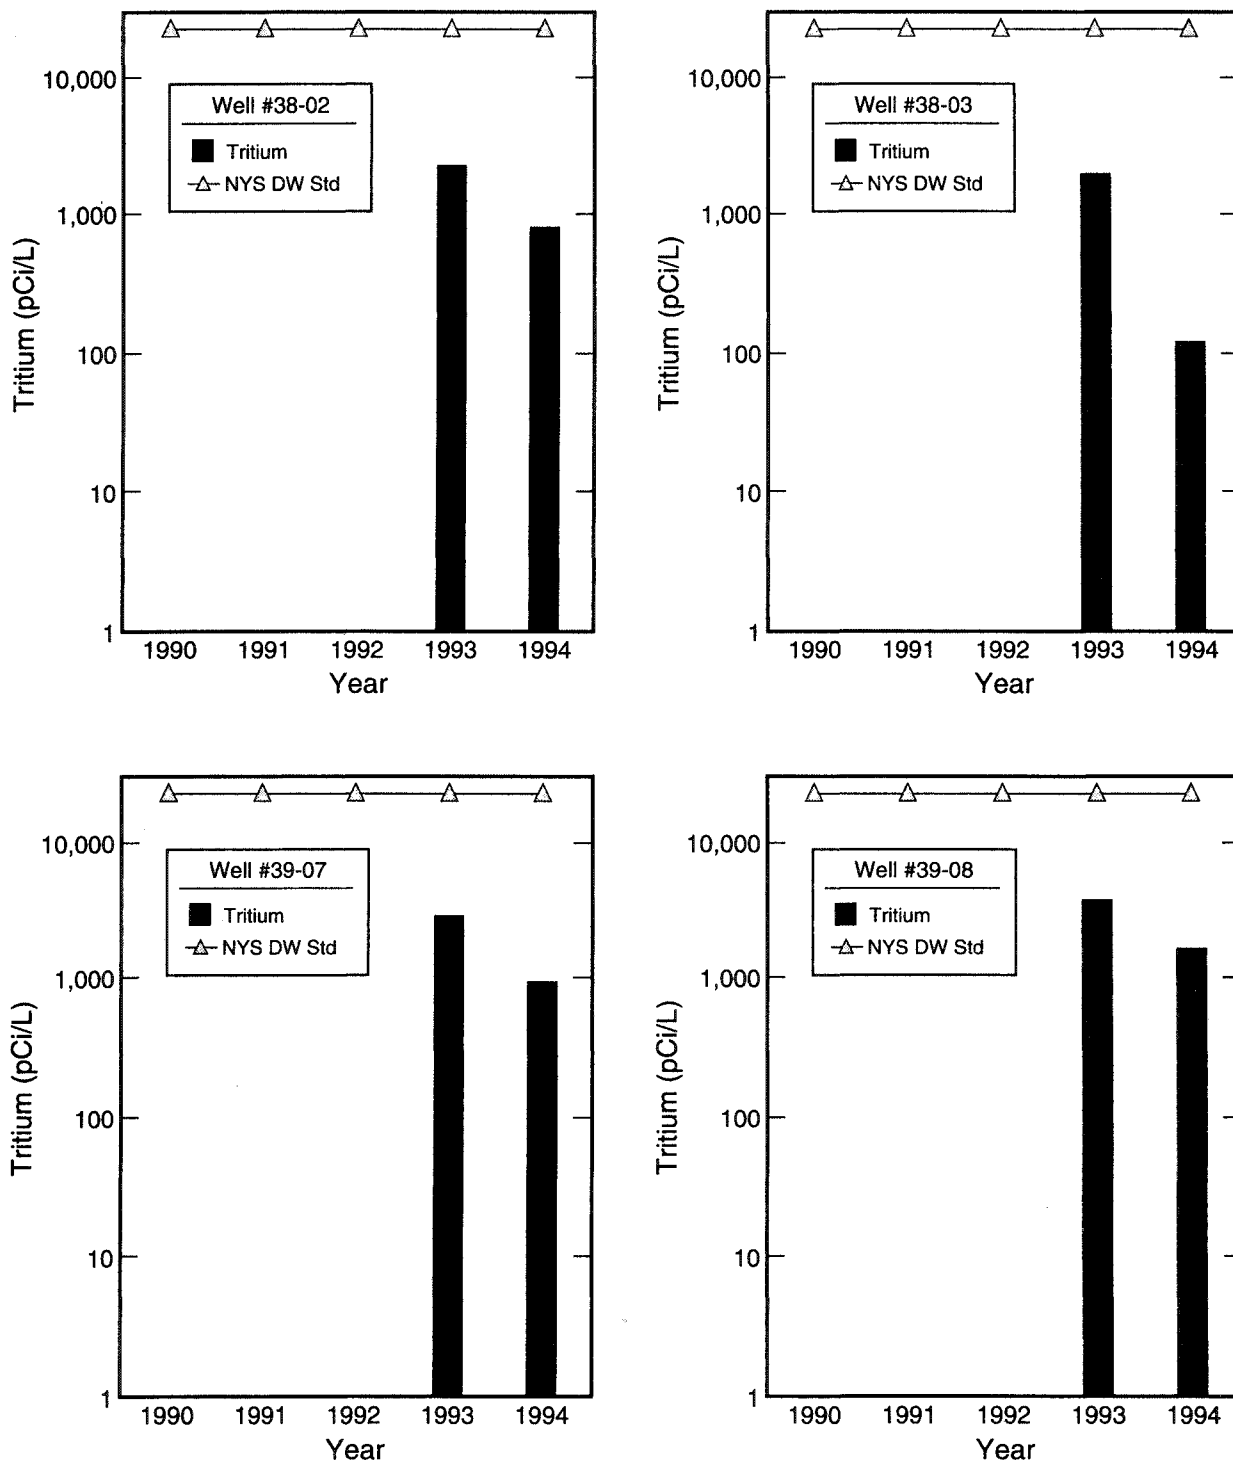 10,000
1,000
100
10
1
Tritium (pCi/L)
Well #38-02
Tritium
NYS DW Std
1990 1991 1992 1993 1994
Year
10,000
1,000
100
10
1
Tritium (pCi/L)
Well #38-03
Tritium
NYS DW Std
1990 1991 1992 1993 1994
Year
10,000
1,000
100
10
1
Tritium (pCi/L)
Well #39-07
Tritium
NYS DW Std
1990 1991 1992 1993 1994
Year
10,000
1,000
100
10
1
Tritium (pCi/L)
Well #39-08
Tritium
NYS DW Std
1990 1991 1992 1993 1994
Year